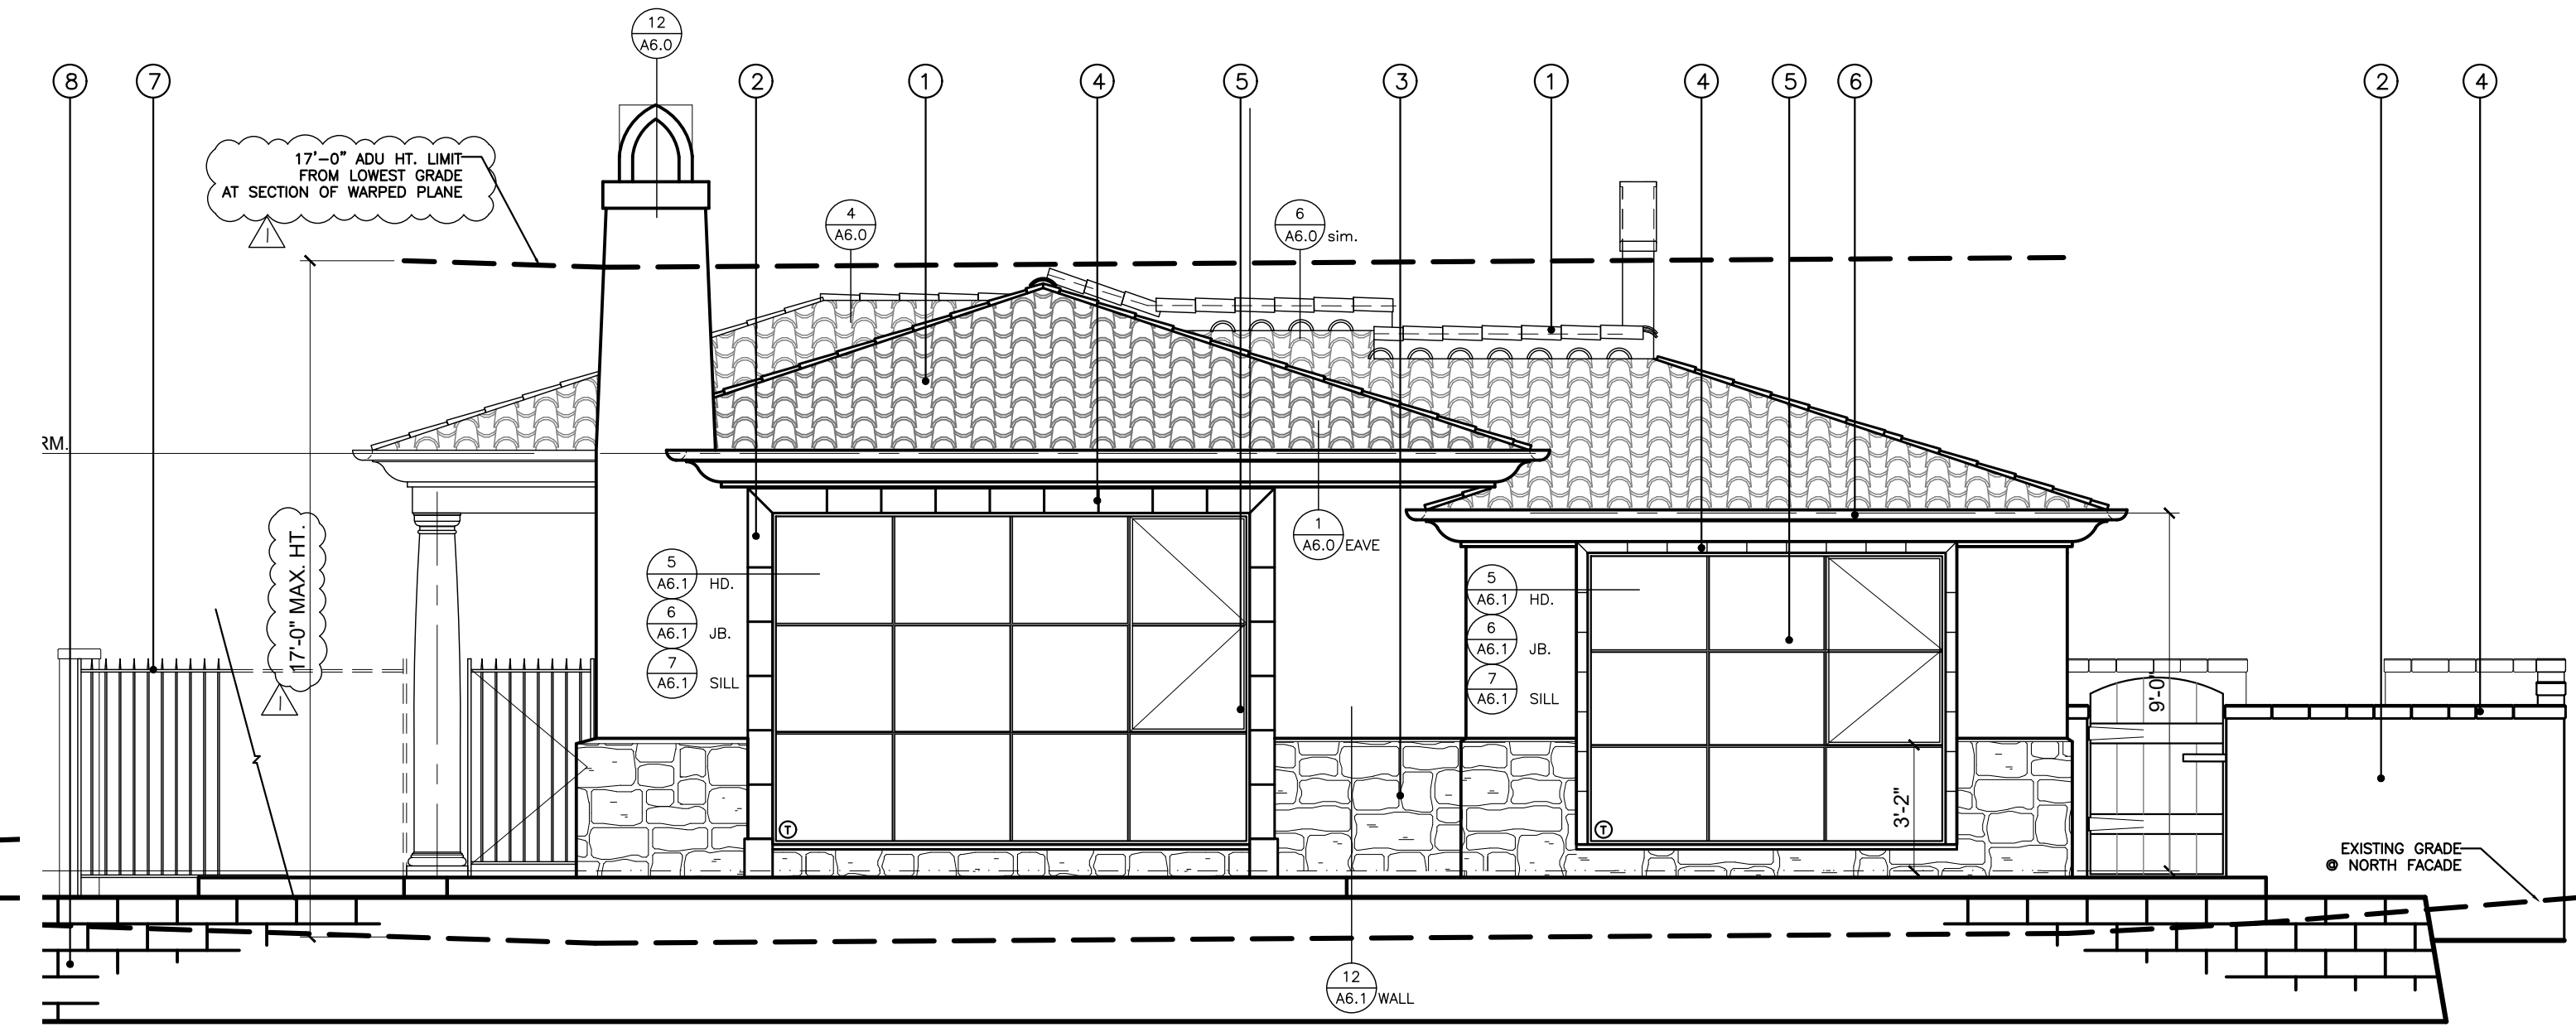 12
A6.0
8
7
2
1
4
5
3
1
4
5
6
2
4
17'-0" ADU HT. LIMIT
FROM LOWEST GRADE
AT SECTION OF WARPED PLANE
1
4
A6.0
6
A6.0 sim.
RM.
17'-0" MAX. HT.
1
1
A6.0 EAVE
5
A6.1 HD.
6
A6.1 JB.
7
A6.1 SILL
5
A6.1 HD.
6
A6.1 JB.
7
A6.1 SILL
9'-0"
3'-2"
T
T
EXISTING GRADE
@ NORTH FACADE
12
A6.1 WALL